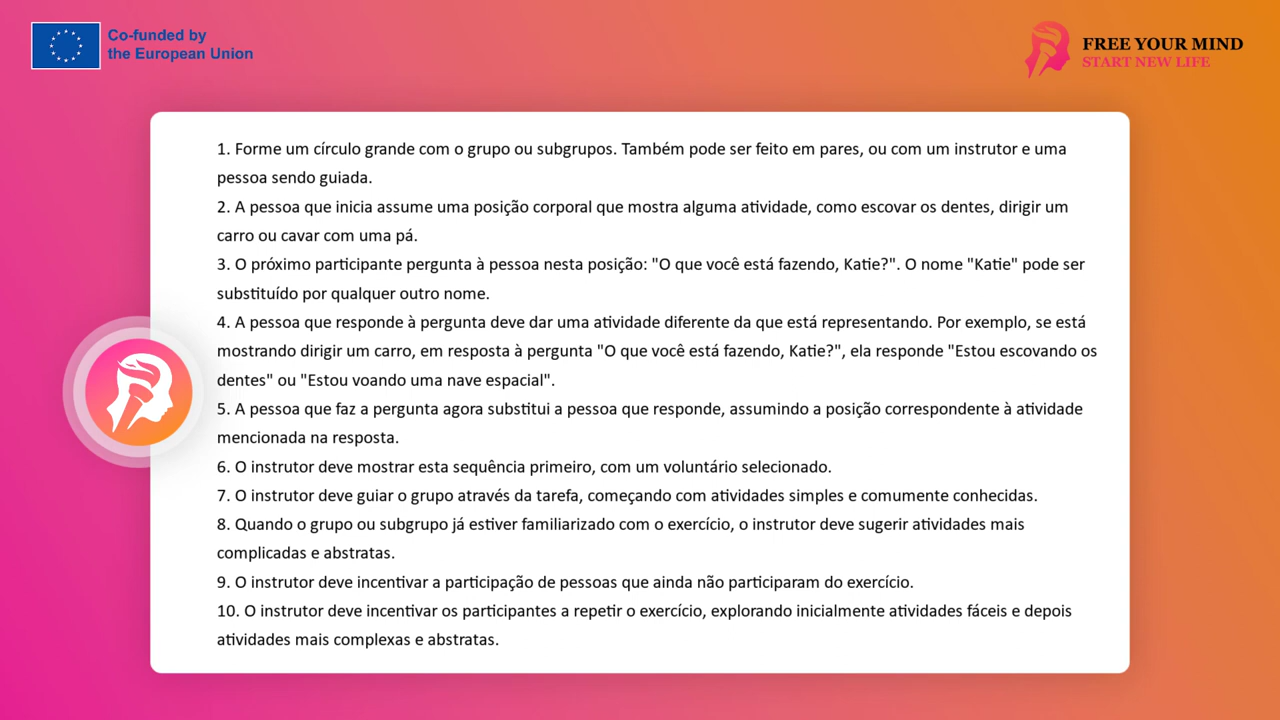 Co-funded by
the European Union
FREE YOUR MIND
START NEW LIFE
1. Forme um círculo grande com o grupo ou subgrupos. Também pode ser feito em pares, ou com um instrutor e uma
pessoa sendo guiada.
2. A pessoa que inicia assume uma posição corporal que mostra alguma atividade, como escovar os dentes, dirigir um
carro ou cavar com uma pá.
3. O próximo participante pergunta à pessoa nesta posição: "O que você está fazendo, Katie?". O nome "Katie" pode ser
substituído por qualquer outro nome.
4. A pessoa que responde à pergunta deve dar uma atividade diferente da que está representando. Por exemplo, se está
mostrando dirigir um carro, em resposta à pergunta "O que você está fazendo, Katie?", ela responde "Estou escovando os
dentes" ou "Estou voando uma nave espacial".
5. A pessoa que faz a pergunta agora substitui a pessoa que responde, assumindo a posição correspondente à atividade
mencionada na resposta.
6. O instrutor deve mostrar esta sequência primeiro, com um voluntário selecionado.
7. O instrutor deve guiar o grupo através da tarefa, começando com atividades simples e comumente conhecidas.
8. Quando o grupo ou subgrupo já estiver familiarizado com o exercício, o instrutor deve sugerir atividades mais
complicadas e abstratas.
9. O instrutor deve incentivar a participação de pessoas que ainda não participaram do exercício.
10. O instrutor deve incentivar os participantes a repetir o exercício, explorando inicialmente atividades fáceis e depois
atividades mais complexas e abstratas.